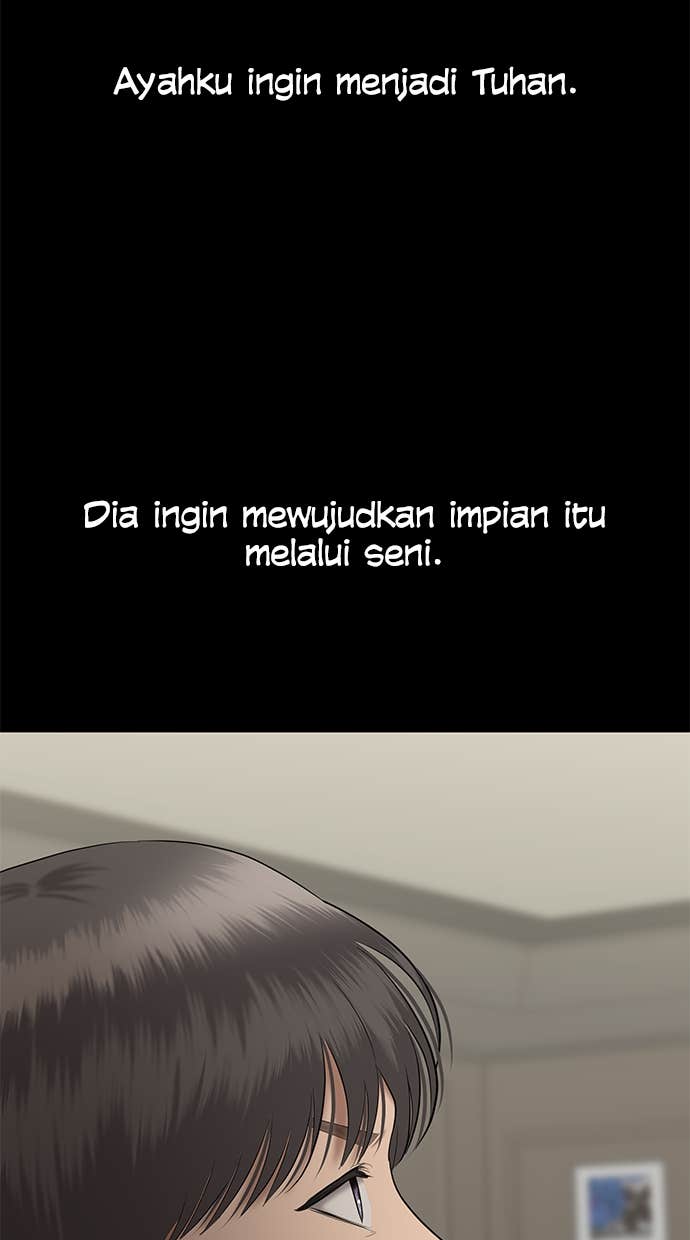 Ayahku ingin menjadi Tuhan.
Dia ingin mewujudkan impian itu
melalui seni.